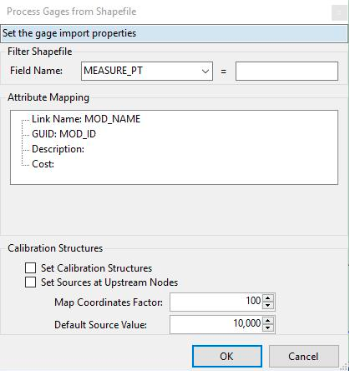 Process Gages from Shapefile
Set the gage import properties
Filter Shapefile
Field Name: MEASURE_PT =
Attribute Mapping
Link Name: MOD_NAME
GUID: MOD_ID
Description:
Cost:
Calibration Structures
Set Calibration Structures
Set Sources at Upstream Nodes
Map Coordinates Factor: 100
Default Source Value: 10,000
OK Cancel